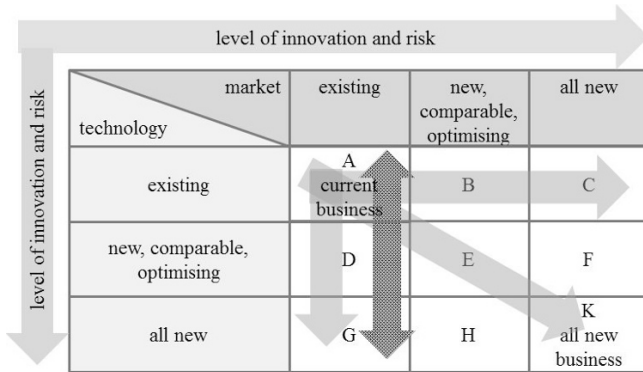 level of innovation and risk
level of innovation and risk
market
technology
existing
new,
comparable,
optimising
all new
existing
A
current
business
B
C
new, comparable,
optimising
D
E
F
all new
G
H
K
all new
business